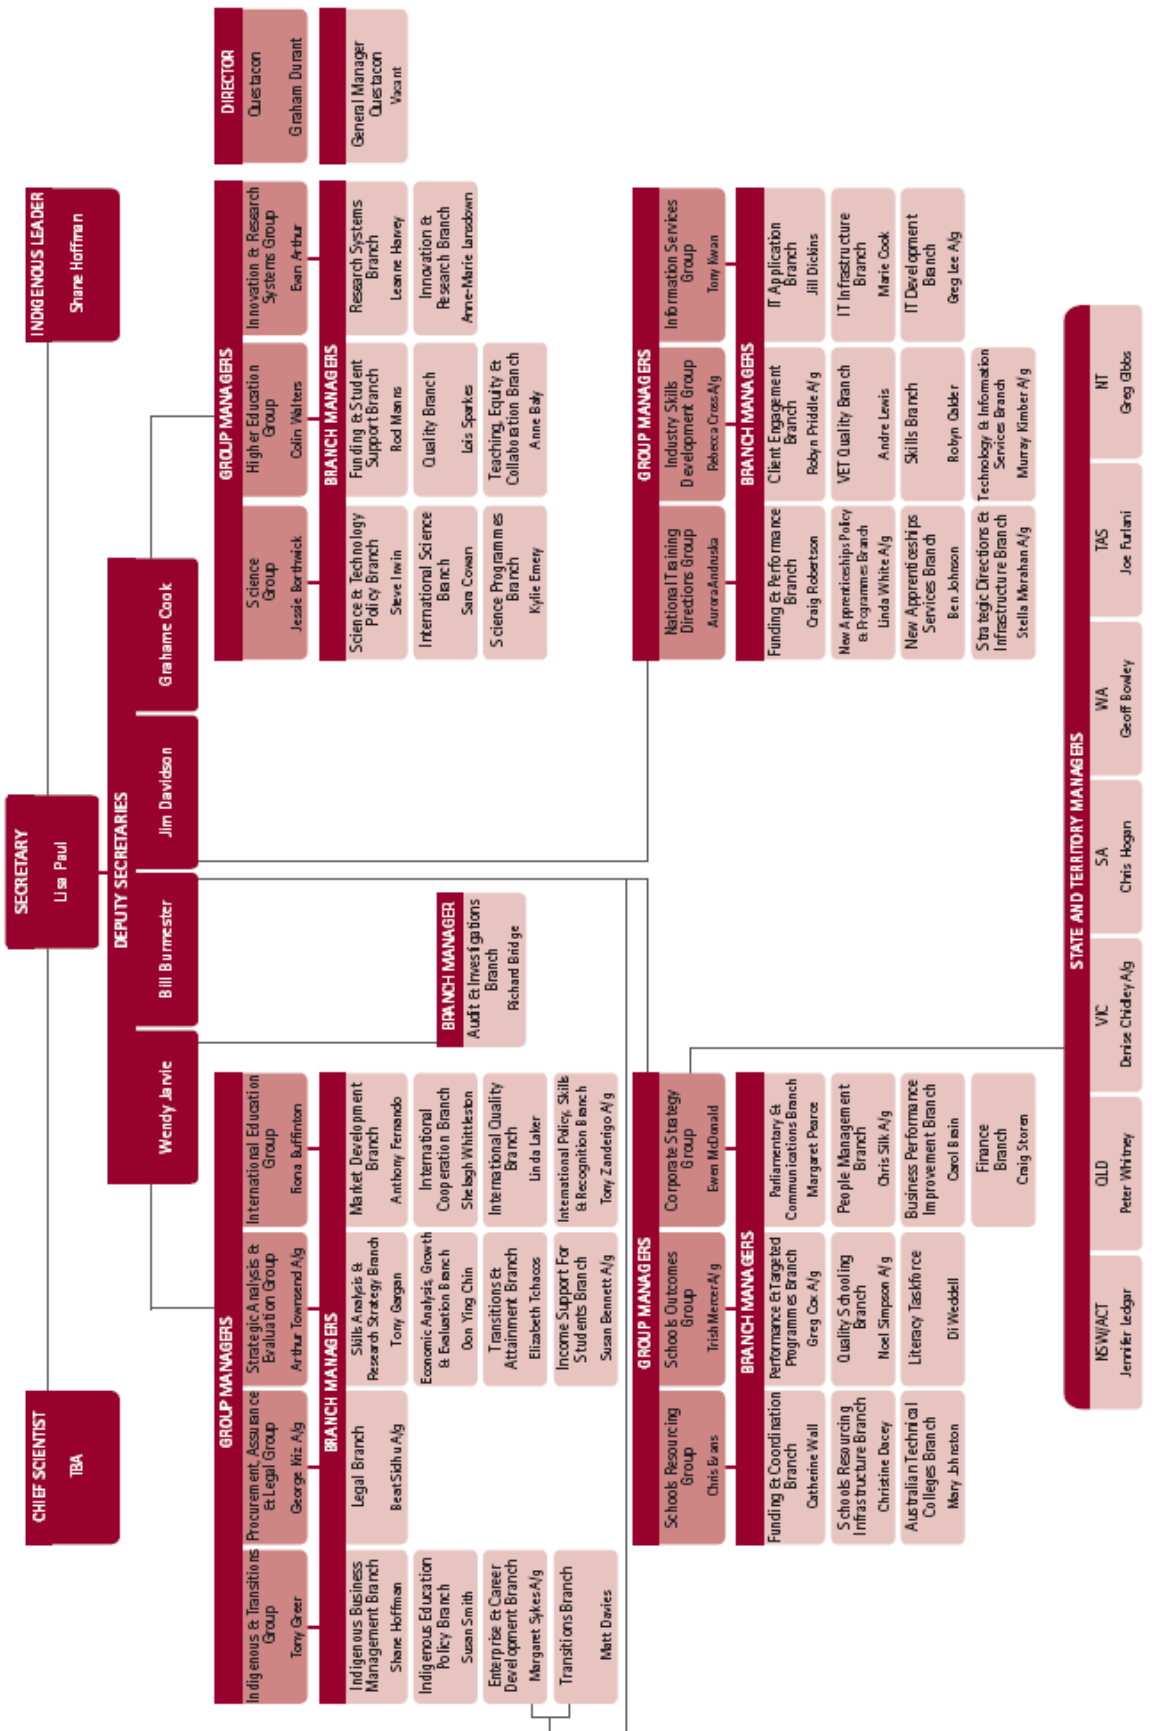 SECRETARY
Lisa Paul
CHIEF SCIENTIST
TBA
INDIGENOUS LEADER
Shane Hoffman
DEPUTY SECRETARIES
Wendy Jarvie
Bill Burmester
Jim Davidson
Grahame Cook
GROUP MANAGERS
Indigenous & Transitions
Group
Tony Greer
Procurement, Assurance
& Legal Group
George Kriz A/g
Strategic Analysis &
Evaluation Group
Arthur Townsend A/g
International Education
Group
Fiona Buffinton
BRANCH MANAGERS
Indigenous Business
Management Branch
Shane Hoffman
Indigenous Education
Policy Branch
Susan Smith
Enterprise & Career
Development Branch
Margaret Sykes A/g
Transitions Branch
Matt Davies
Legal Branch
Beat Sidhu A/g
Skills Analysis &
Research Strategy Branch
Tony Gargan
Economic Analysis, Growth
& Evaluation Branch
Oon Ying Chin
Transitions &
Attainment Branch
Elizabeth Tchacos
Income Support For
Students Branch
Susan Bennett A/g
Market Development
Branch
Anthony Fernando
International
Cooperation Branch
Shelagh Whittleston
International Quality
Branch
Linda Laker
International Policy, Skills
& Recognition Branch
Tony Zanderigo A/g
BRANCH MANAGER
Audit & Investigations
Branch
Richard Bridge
GROUP MANAGERS
Science
Group
Jessie Borthwick
Higher Education
Group
Colin Walters
Innovation & Research
Systems Group
Evan Arthur
BRANCH MANAGERS
Science & Technology
Policy Branch
Steve Irwin
International Science
Branch
Sara Cowan
Science Programmes
Branch
Kylie Emery
Funding & Student
Support Branch
Rod Manns
Quality Branch
Lois Sparkes
Teaching, Equity &
Collaboration Branch
Anne Baly
Research Systems
Branch
Leanne Harvey
Innovation &
Research Branch
Anne-Marie Lansdown
DIRECTOR
Questacon
Graham Durant
General Manager
Questacon
Vacant
GROUP MANAGERS
Schools Resourcing
Group
Chris Evans
Schools Outcomes
Group
Trish Mercer A/g
Corporate Strategy
Group
Ewen McDonald
BRANCH MANAGERS
Funding & Coordination
Branch
Catherine Wall
Schools Resourcing
Infrastructure Branch
Christine Dacey
Australian Technical
Colleges Branch
Mary Johnston
Performance & Targeted
Programmes Branch
Greg Cox A/g
Quality Schooling
Branch
Noel Simpson A/g
Literacy Taskforce
Di Weddell
Parliamentary &
Communications Branch
Margaret Pearce
People Management
Branch
Chris Silk A/g
Business Performance
Improvement Branch
Carol Brain
Finance
Branch
Craig Storen
GROUP MANAGERS
National Training
Directions Group
Aurora Andruska
Industry Skills
Development Group
Rebecca Cross A/g
Information Services
Group
Tony Kwan
BRANCH MANAGERS
Funding & Performance
Branch
Craig Robertson
New Apprenticeships Policy
& Programmes Branch
Linda White A/g
New Apprenticeships
Services Branch
Ben Johnson
Strategic Directions &
Infrastructure Branch
Stella Morahan A/g
Client Engagement
Branch
Robyn Priddle A/g
VET Quality Branch
Andre Lewis
Skills Branch
Robyn Calder
Technology & Information
Services Branch
Murray Kimber A/g
IT Application
Branch
Jill Dickins
IT Infrastructure
Branch
Marie Cook
IT Development
Branch
Greg Lee A/g
STATE AND TERRITORY MANAGERS
NSW/ACT
Jennifer Ledgar
QLD
Peter Whitney
VIC
Denise Chidley A/g
SA
Chris Hogan
WA
Geoff Bowley
TAS
Joe Furlani
NT
Greg Gibbs